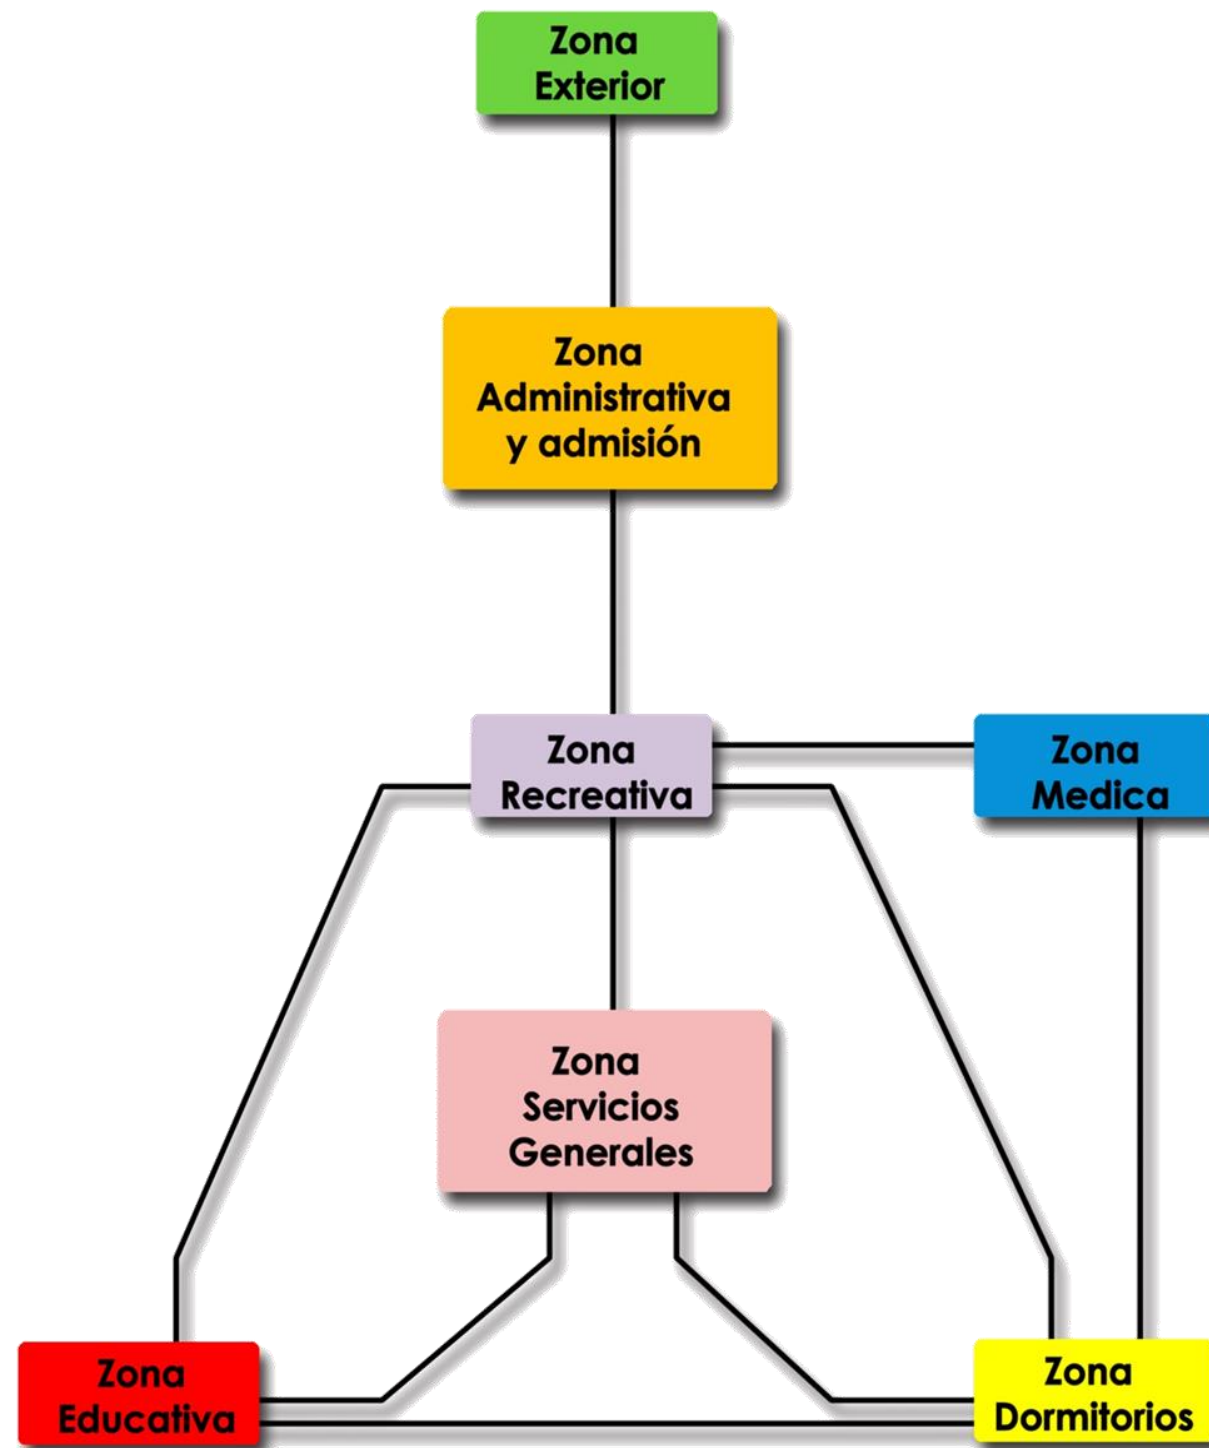 Zona
Exterior
Zona
Administrativa
y admisión
Zona
Recreativa
Zona
Medica
Zona
Servicios
Generales
Zona
Educativa
Zona
Dormitorios